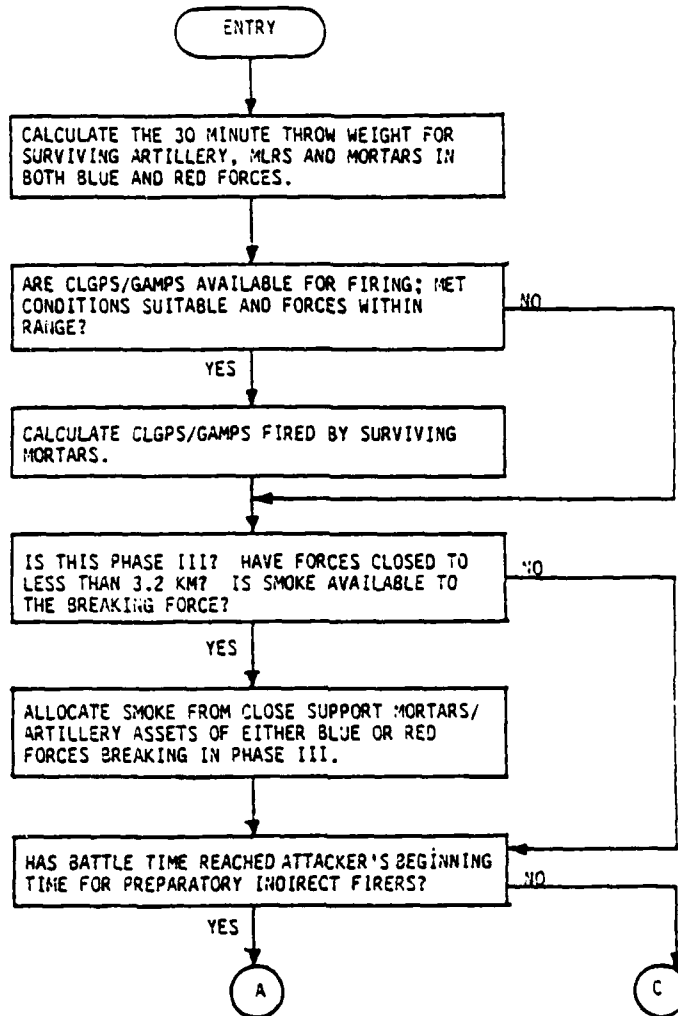 ENTRY
CALCULATE THE 30 MINUTE THROW WEIGHT FOR
SURVIVING ARTILLERY, MLRS AND MORTARS IN
BOTH BLUE AND RED FORCES.
ARE CLGPS/GAMPS AVAILABLE FOR FIRING; MET
CONDITIONS SUITABLE AND FORCES WITHIN
RANGE?
NO
YES
CALCULATE CLGPS/GAMPS FIRED BY SURVIVING
MORTARS.
IS THIS PHASE III? HAVE FORCES CLOSED TO
LESS THAN 3.2 KM? IS SMOKE AVAILABLE TO
THE BREAKING FORCE?
NO
YES
ALLOCATE SMOKE FROM CLOSE SUPPORT MORTARS/
ARTILLERY ASSETS OF EITHER BLUE OR RED
FORCES BREAKING IN PHASE III.
HAS BATTLE TIME REACHED ATTACKER'S BEGINNING
TIME FOR PREPARATORY INDIRECT FIRERS?
NO
YES
A
C